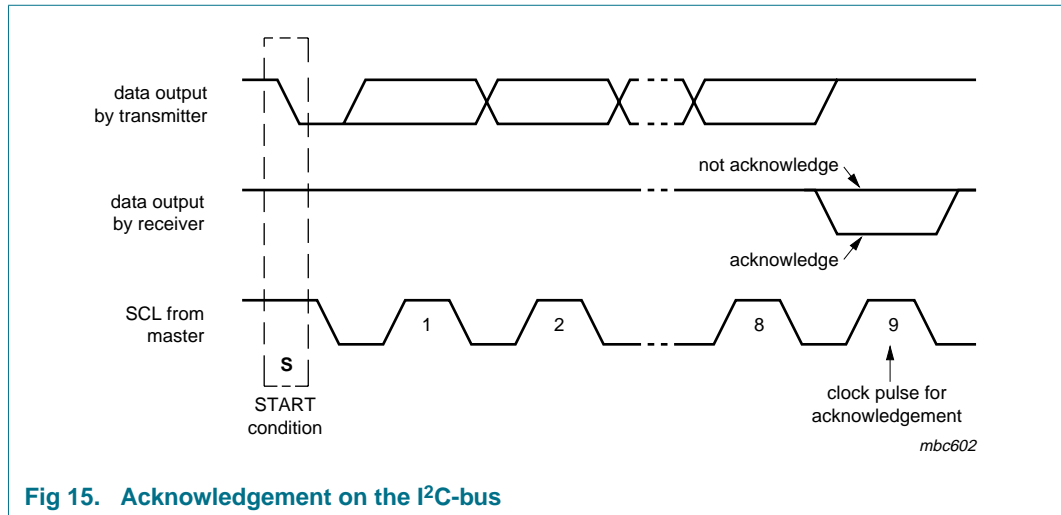 data output
by transmitter
not acknowledge
data output
by receiver
acknowledge
SCL from
master
1
2
8
9
S
START
condition
clock pulse for
acknowledgement
mbc602
Fig 15. Acknowledgement on the I²C-bus